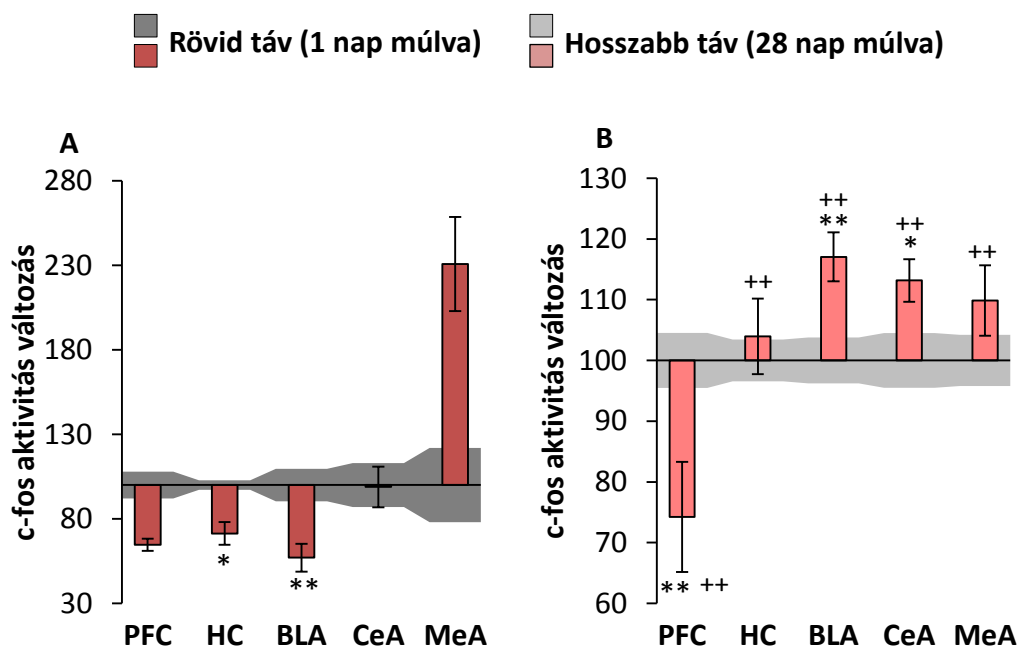 Rövid táv (1 nap múlva)
Hosszabb táv (28 nap múlva)
A
c-fos aktivitás változás
280
230
180
130
80
30
*
**
PFC HC BLA CeA MeA
B
c-fos aktivitás változás
130
120
110
100
90
80
70
60
++
++
**
++
*
++
** ++
PFC HC BLA CeA MeA